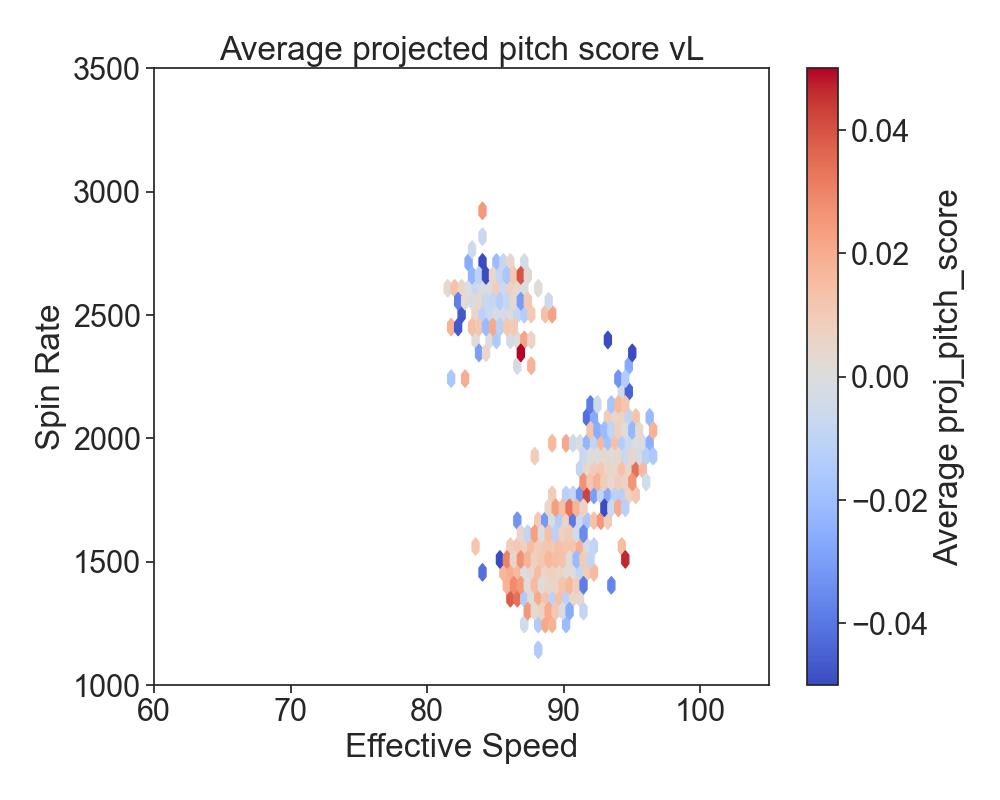 Average projected pitch score vL
3500
3000
2500
2000
1500
1000
Spin Rate
60 70 80 90 100
Effective Speed
0.04
0.02
0.00
−0.02
−0.04
Average proj_pitch_score